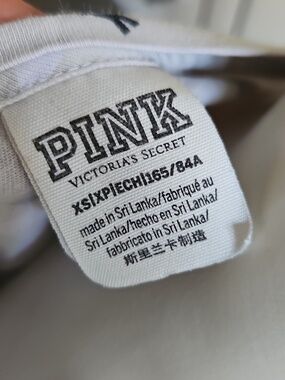 PINK
VICTORIA'S SECRET
XS|XP|ECH|165/84A
made in Sri Lanka/fabriqué au
Sri Lanka/hecho en Sri Lanka/
fabbricato in Sri Lanka/
斯里兰卡制造